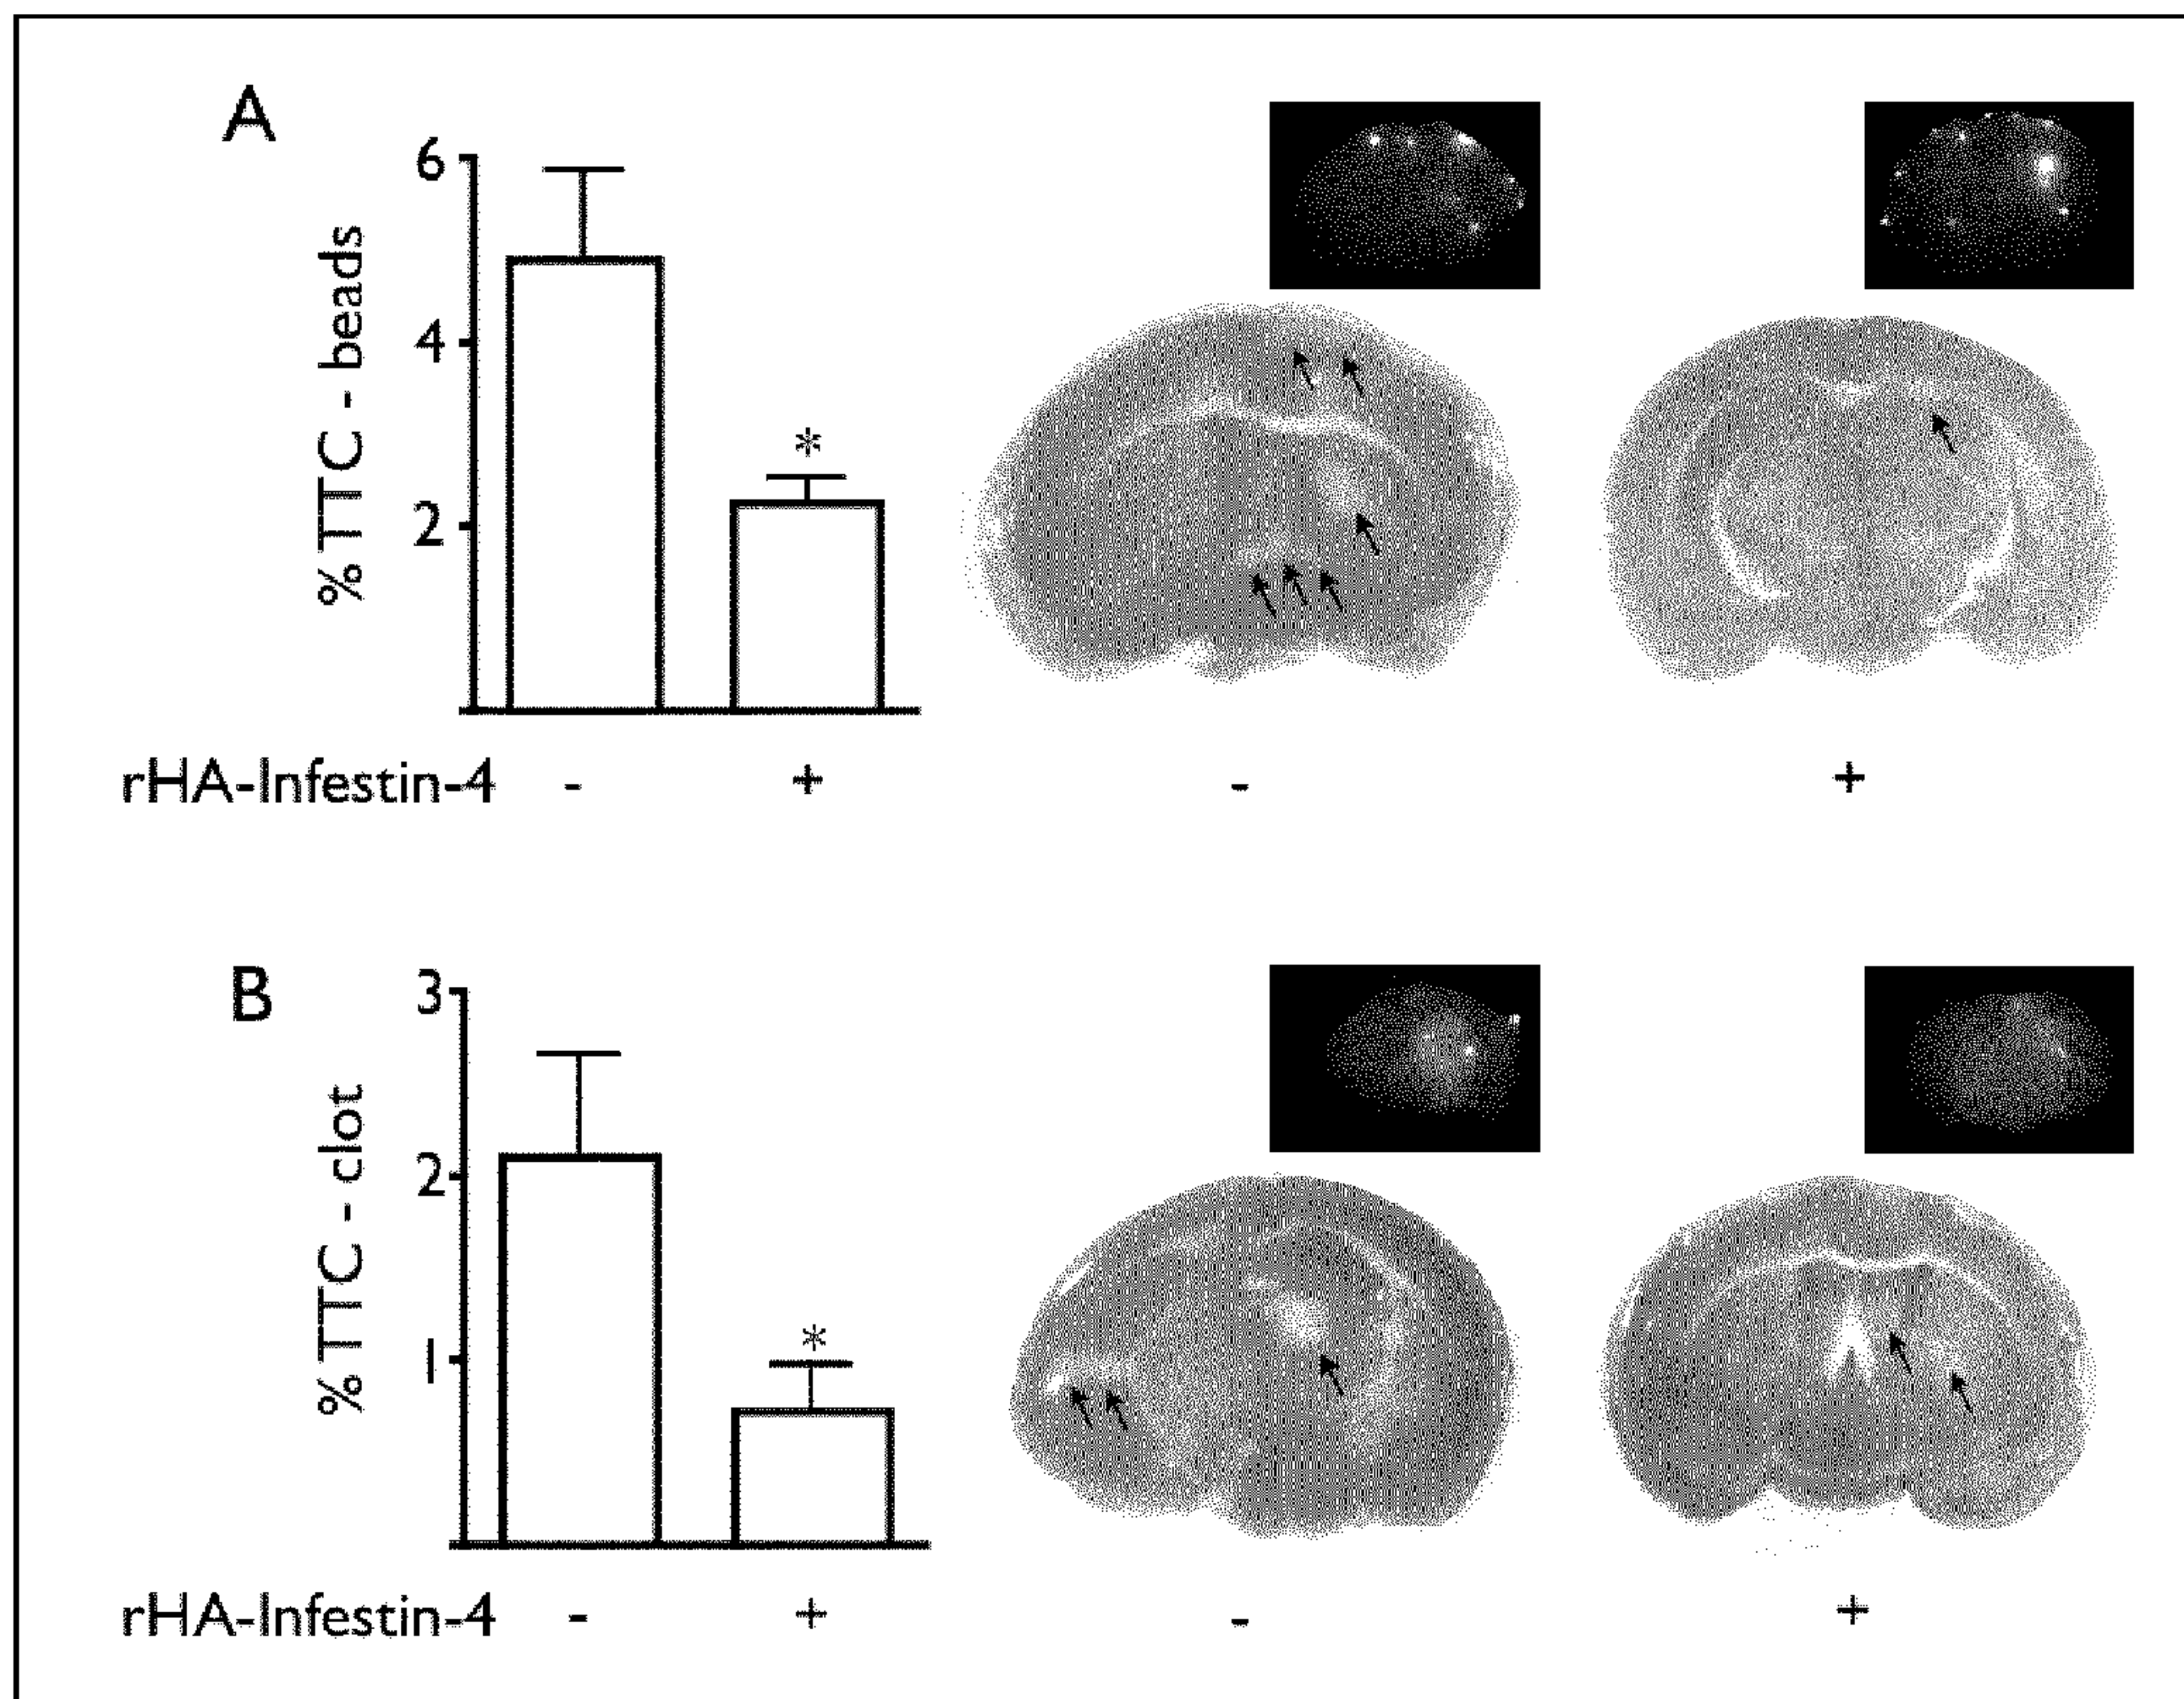 A
6
4
2
% TTC - beads
*
rHA-Infestin-4 - + - +
B
3
2
1
% TTC - clot
*
rHA-Infestin-4 - + - +